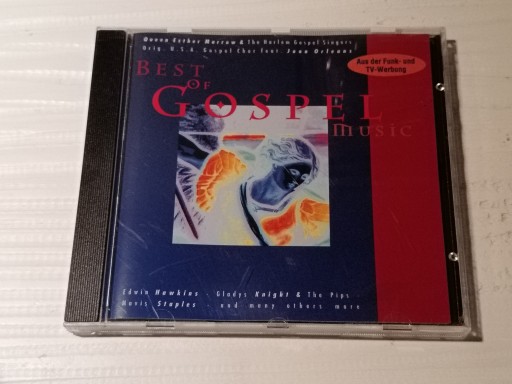 Queen Esther Marrow & The Harlem Gospel Singers
Orig. U.S.A. Gospel Choir feat. Joan Orleans
Aus der Funk- und
TV-Werbung
BEST
OF
GOSPEL
MUSIC
Edwin Hawkins Gladys Knight & The Pips
Mavis Staples and many others more